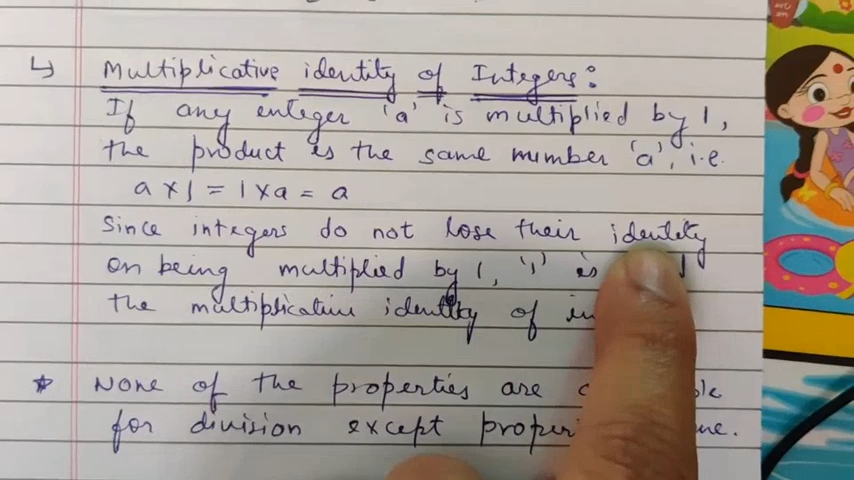 ↳ Multiplicative identity of Integers:
If any enteger 'a' is multiplied by 1,
the product is the same number 'a', i.e.
a x 1 = 1 x a = a
Since integers do not lose their identity
on being multiplied by 1, '1' is
the multiplicative identity of
* None of the properties are
for division except